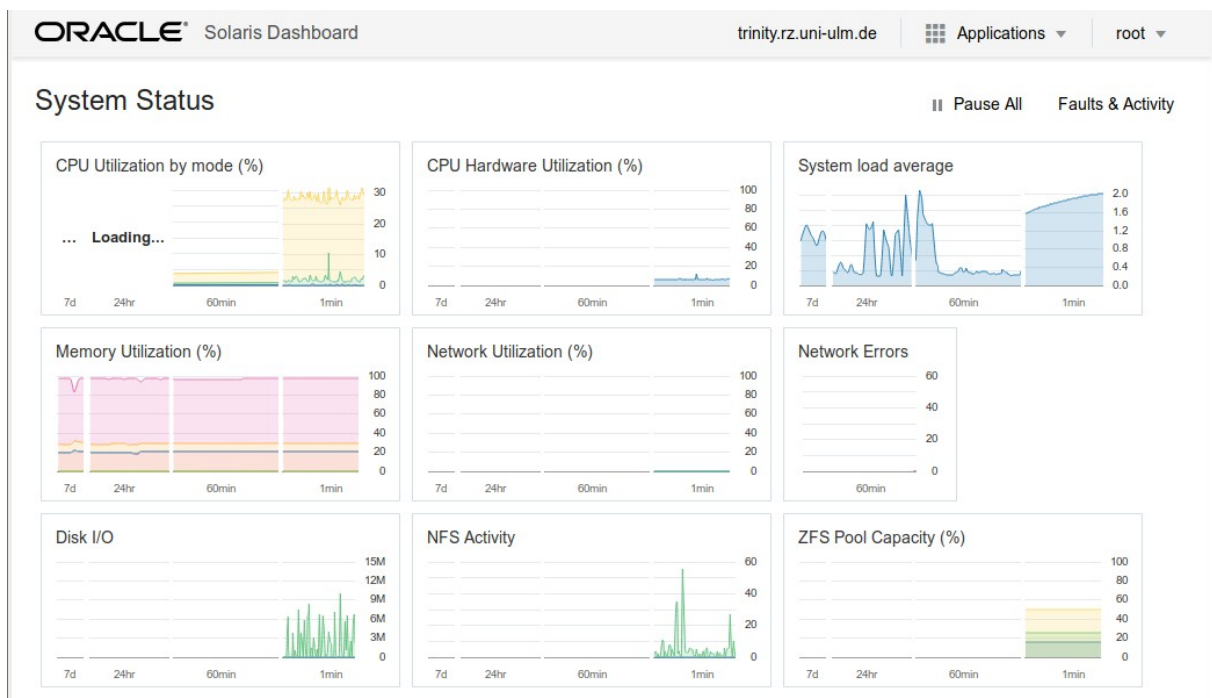 ORACLE Solaris Dashboard trinity.rz.uni-ulm.de Applications root
System Status Pause All Faults & Activity
CPU Utilization by mode (%)
30
20
... Loading...
10
0
7d 24hr 60min 1min
CPU Hardware Utilization (%)
100
80
60
40
20
0
7d 24hr 60min 1min
System load average
2.0
1.6
1.2
0.8
0.4
0.0
7d 24hr 60min 1min
Memory Utilization (%)
100
80
60
40
20
0
7d 24hr 60min 1min
Network Utilization (%)
100
80
60
40
20
0
7d 24hr 60min 1min
Network Errors
60
40
20
0
60min
Disk I/O
15M
12M
9M
6M
3M
0
7d 24hr 60min 1min
NFS Activity
60
40
20
0
7d 24hr 60min 1min
ZFS Pool Capacity (%)
100
80
60
40
20
0
7d 24hr 60min 1min